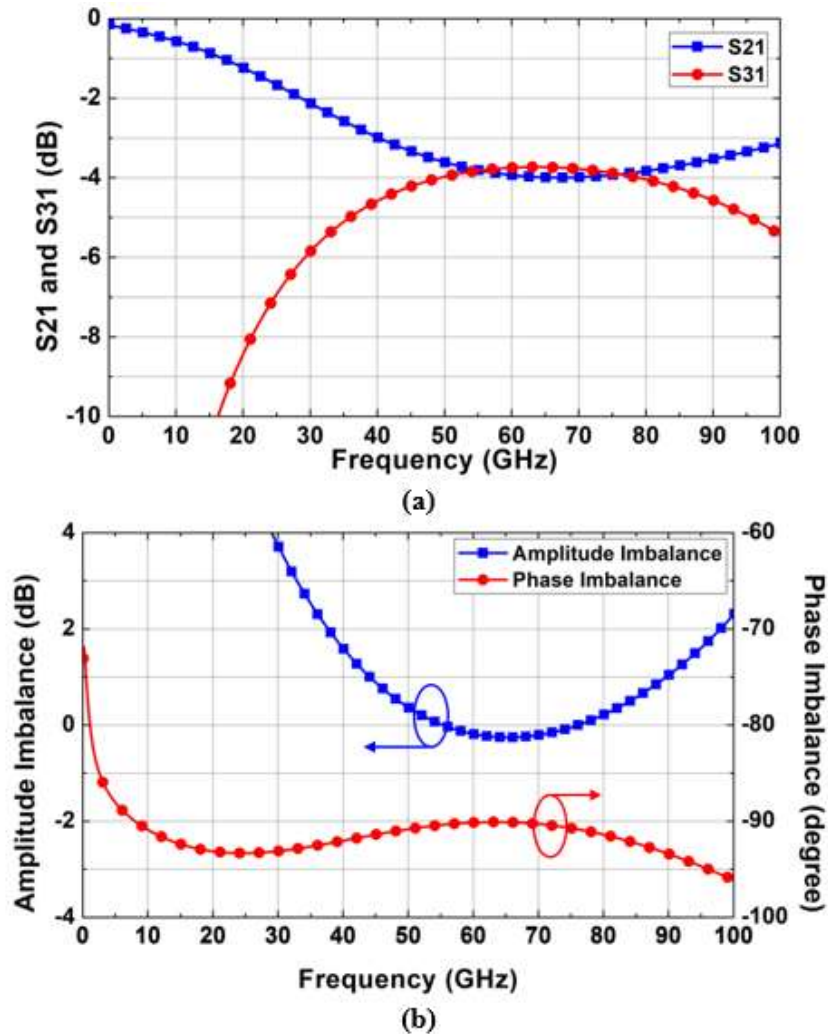 0
S21
S31
-2
-4
-6
-8
-10
S21 and S31 (dB)
0 10 20 30 40 50 60 70 80 90 100
Frequency (GHz)
(a)
4 -60
Amplitude Imbalance
Phase Imbalance
2 -70
0 -80
-2 -90
-4 -100
Amplitude Imbalance (dB)
Phase Imbalance (degree)
0 10 20 30 40 50 60 70 80 90 100
Frequency (GHz)
(b)